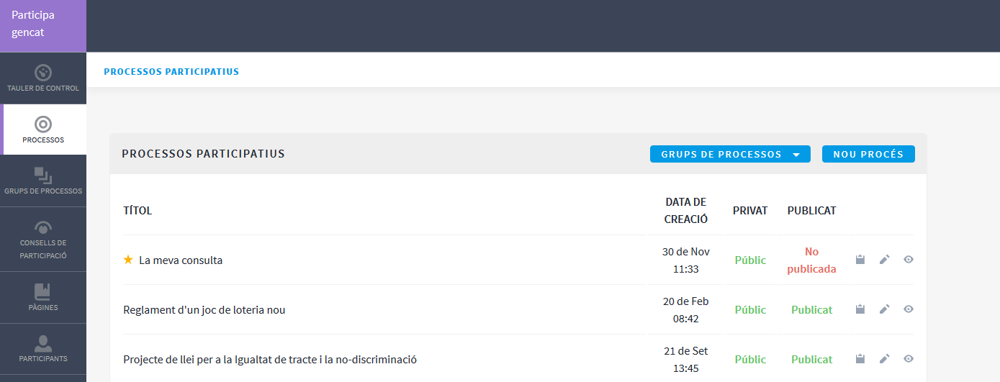 Participa
gencat
TAULER DE CONTROL
PROCESSOS
GRUPS DE PROCESSOS
CONSELLS DE
PARTICIPACIÓ
PÀGINES
PARTICIPANTS
PROCESSOS PARTICIPATIUS
PROCESSOS PARTICIPATIUS
GRUPS DE PROCESSOS
NOU PROCÉS
TÍTOL
DATA DE
CREACIÓ
PRIVAT
PUBLICAT
La meva consulta
30 de Nov
11:33
Públic
No
publicada
Reglament d'un joc de loteria nou
20 de Feb
08:42
Públic
Publicat
Projecte de llei per a la Igualtat de tracte i la no-discriminació
21 de Set
13:45
Públic
Publicat